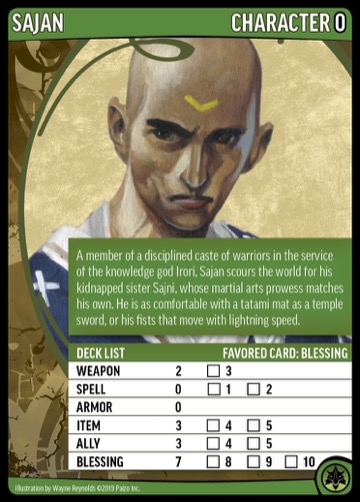 SAJAN CHARACTER 0
A member of a disciplined caste of warriors in the service
of the knowledge god Irori, Sajan scours the world for his
kidnapped sister Sajni, whose martial arts prowess matches
his own. He is as comfortable with a tatami mat as a temple
sword, or his fists that move with lightning speed.
DECK LIST FAVORED CARD: BLESSING
WEAPON 2 ☐ 3
SPELL 0 ☐ 1 ☐ 2
ARMOR 0
ITEM 3 ☐ 4 ☐ 5
ALLY 3 ☐ 4 ☐ 5
BLESSING 7 ☐ 8 ☐ 9 ☐ 10
Illustration by Wayne Reynolds ©2019 Paizo Inc.